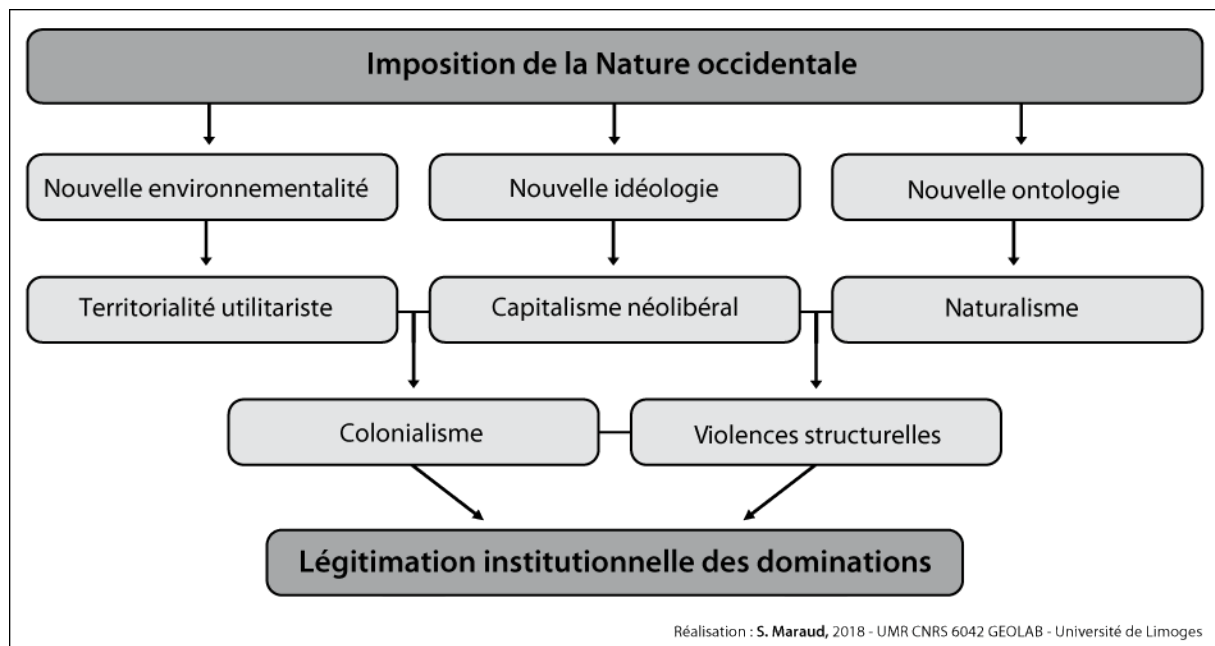 Imposition de la Nature occidentale
Nouvelle environnementalité
Nouvelle idéologie
Nouvelle ontologie
Territorialité utilitariste
Capitalisme néolibéral
Naturalisme
Colonialisme
Violences structurelles
Légitimation institutionnelle des dominations
Réalisation : S. Maraud, 2018 - UMR CNRS 6042 GEOLAB - Université de Limoges